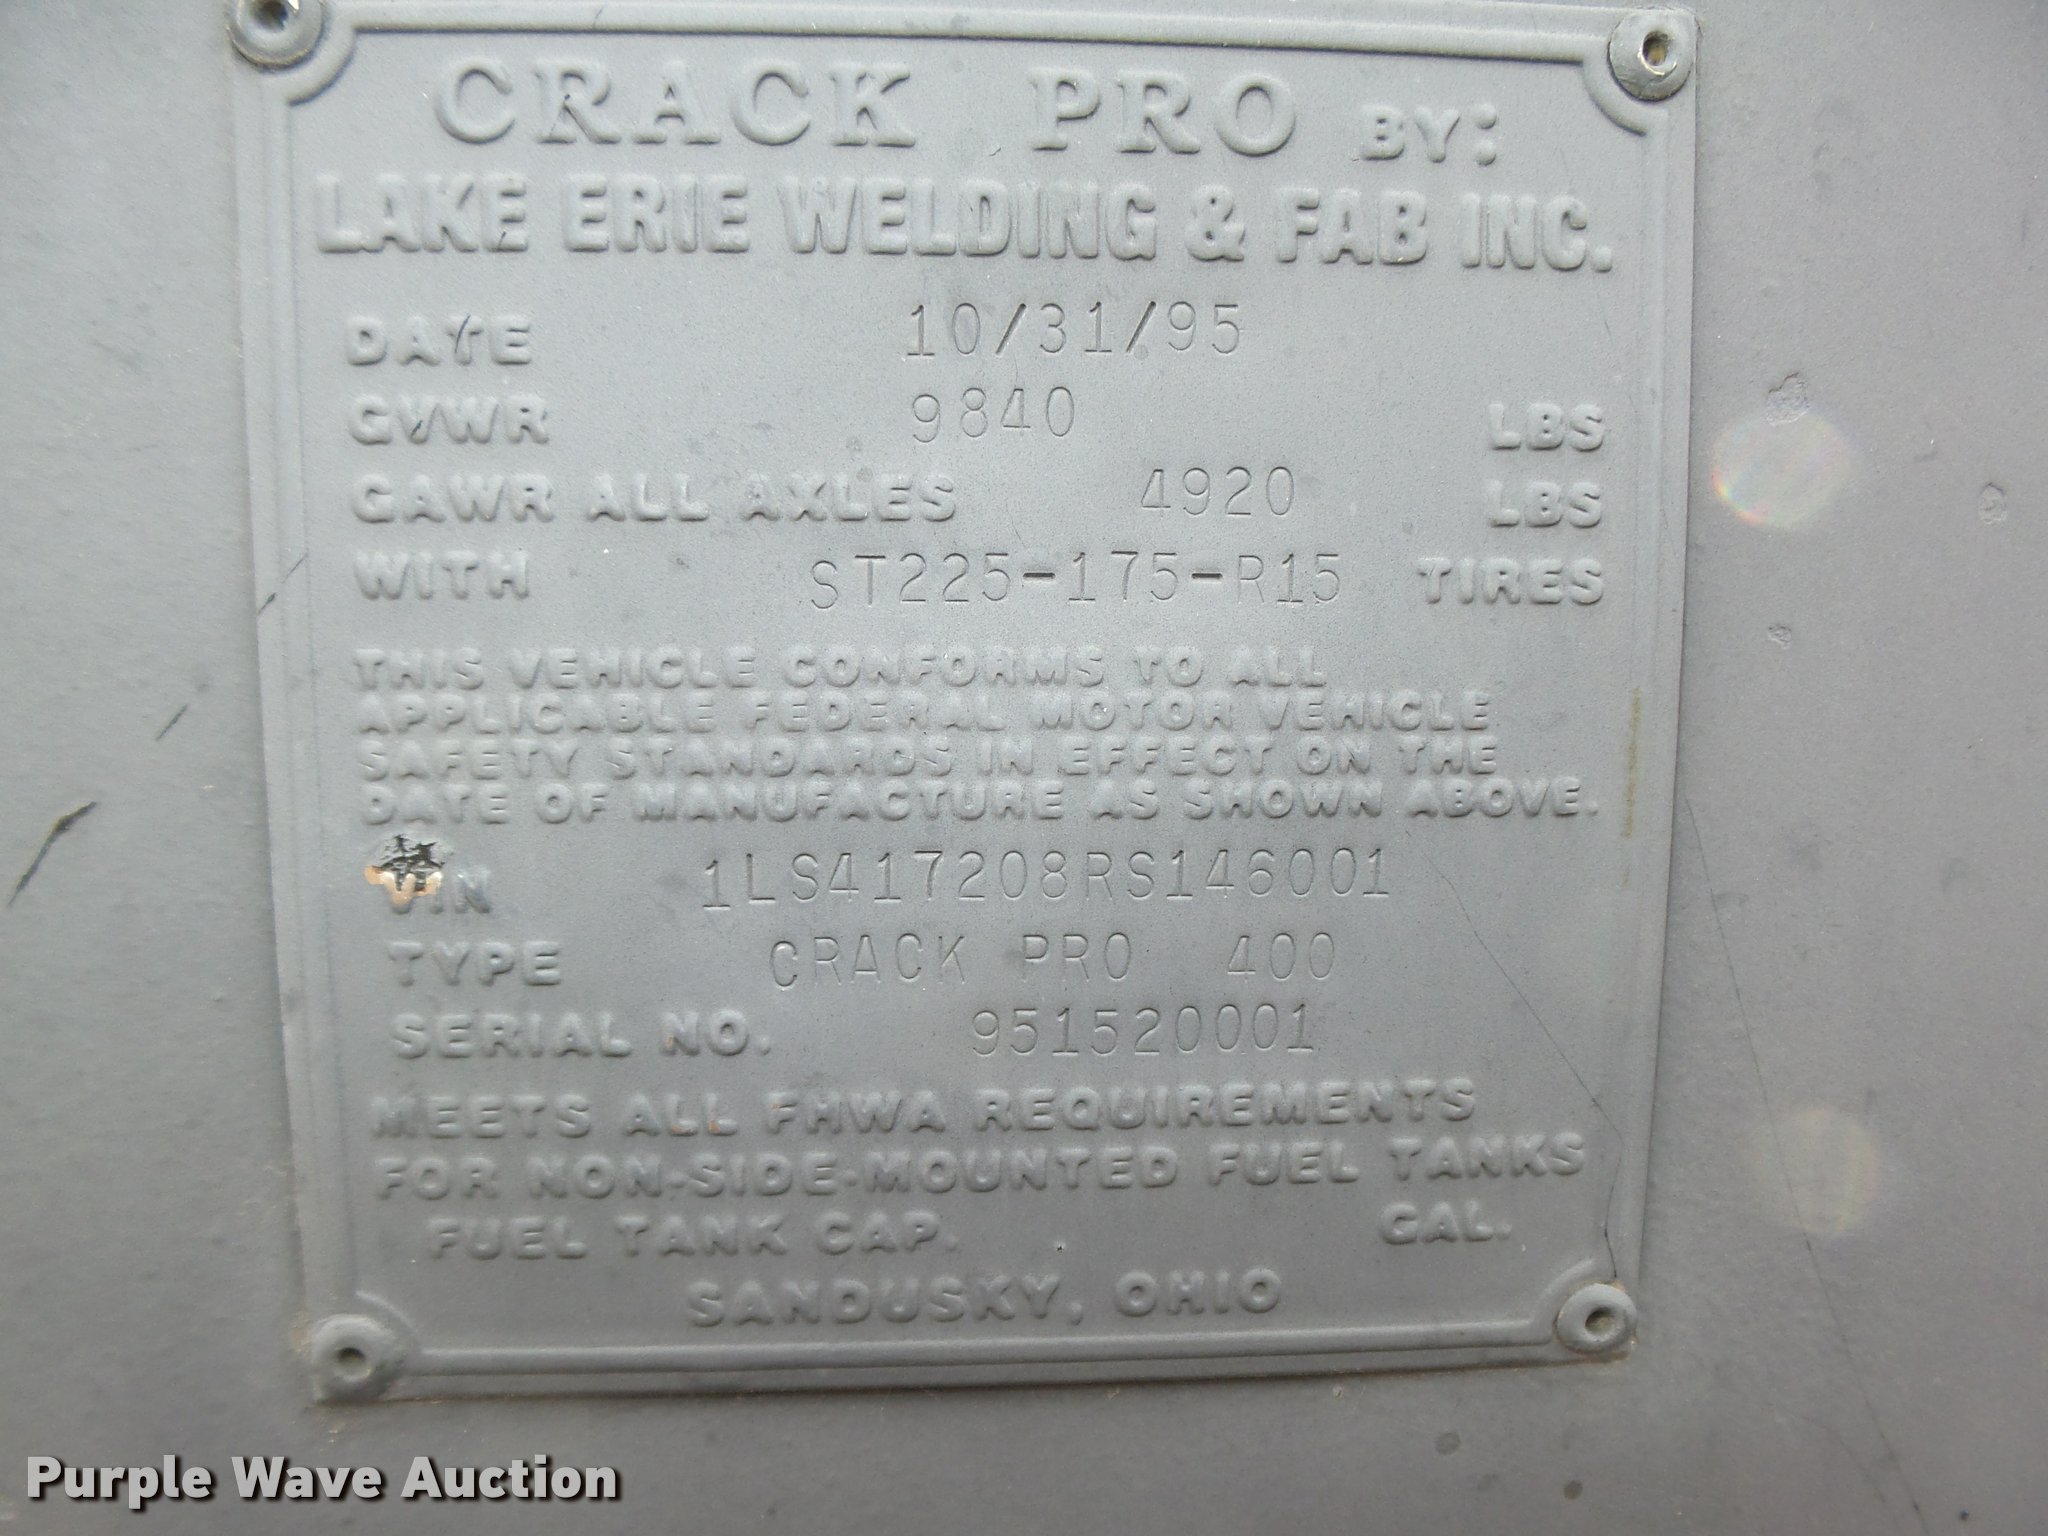 CRACK PRO BY:
LAKE ERIE WELDING & FAB INC.
DATE 10/31/95
GVWR 9840 LBS
GAWR ALL AXLES 4920 LBS
WITH ST225-175-R15 TIRES
THIS VEHICLE CONFORMS TO ALL
APPLICABLE FEDERAL MOTOR VEHICLE
SAFETY STANDARDS IN EFFECT ON THE
DATE OF MANUFACTURE AS SHOWN ABOVE.
VIN 1LS417208RS146001
TYPE CRACK PRO 400
SERIAL NO. 951520001
MEETS ALL FHWA REQUIREMENTS
FOR NON-SIDE-MOUNTED FUEL TANKS
FUEL TANK CAP. GAL.
SANDUSKY, OHIO
Purple Wave Auction